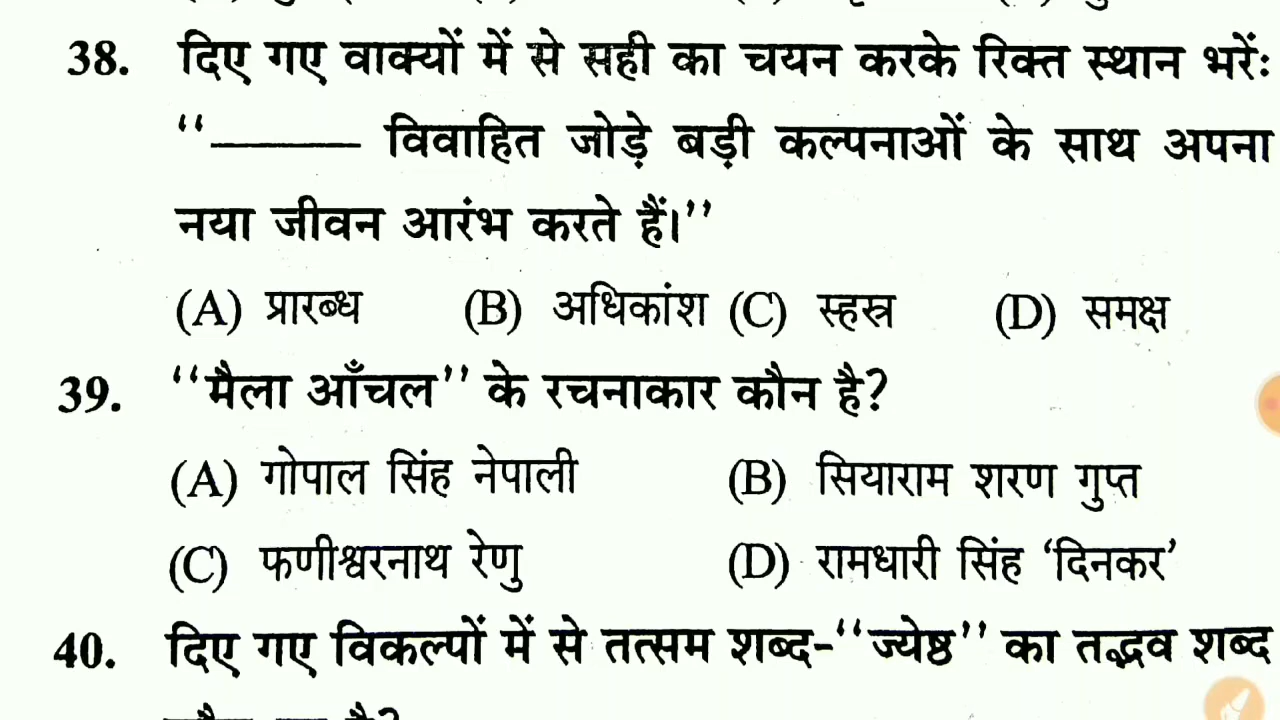 38. दिए गए वाक्यों में से सही का चयन करके रिक्त स्थान भरेंः
‘‘———— विवाहित जोड़े बड़ी कल्पनाओं के साथ अपना
नया जीवन आरंभ करते हैं।’’
(A) प्रारब्ध (B) अधिकांश (C) स्हस्र (D) समक्ष
39. ‘‘मैला आँचल’’ के रचनाकार कौन है?
(A) गोपाल सिंह नेपाली (B) सियाराम शरण गुप्त
(C) फणीश्वरनाथ रेणु (D) रामधारी सिंह ‘दिनकर’
40. दिए गए विकल्पों में से तत्सम शब्द-‘‘ज्येष्ठ’’ का तद्भव शब्द